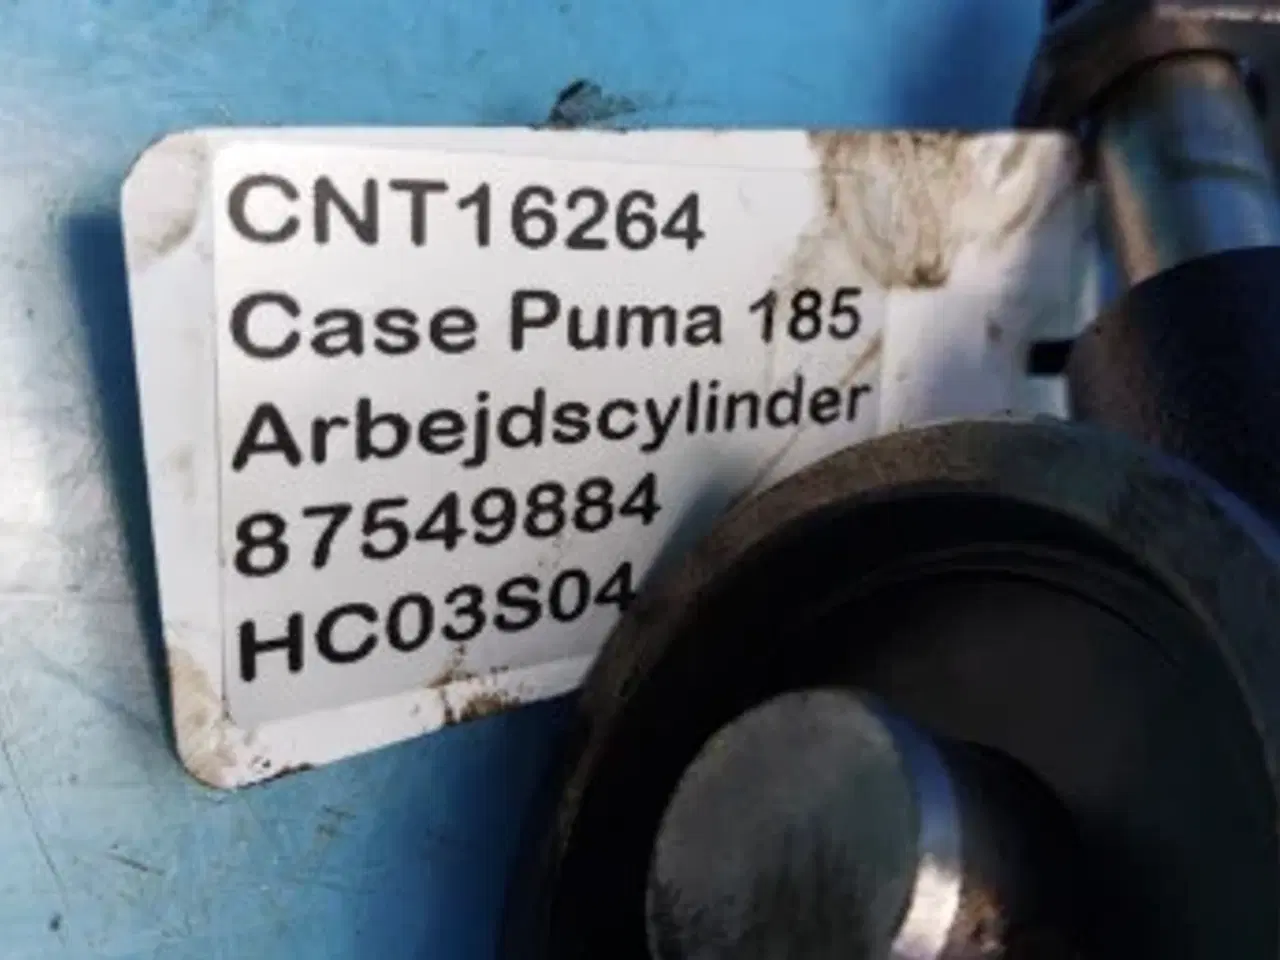 CNT16264
Case Puma 185
Arbejdscylinder
87549884
HC03S04